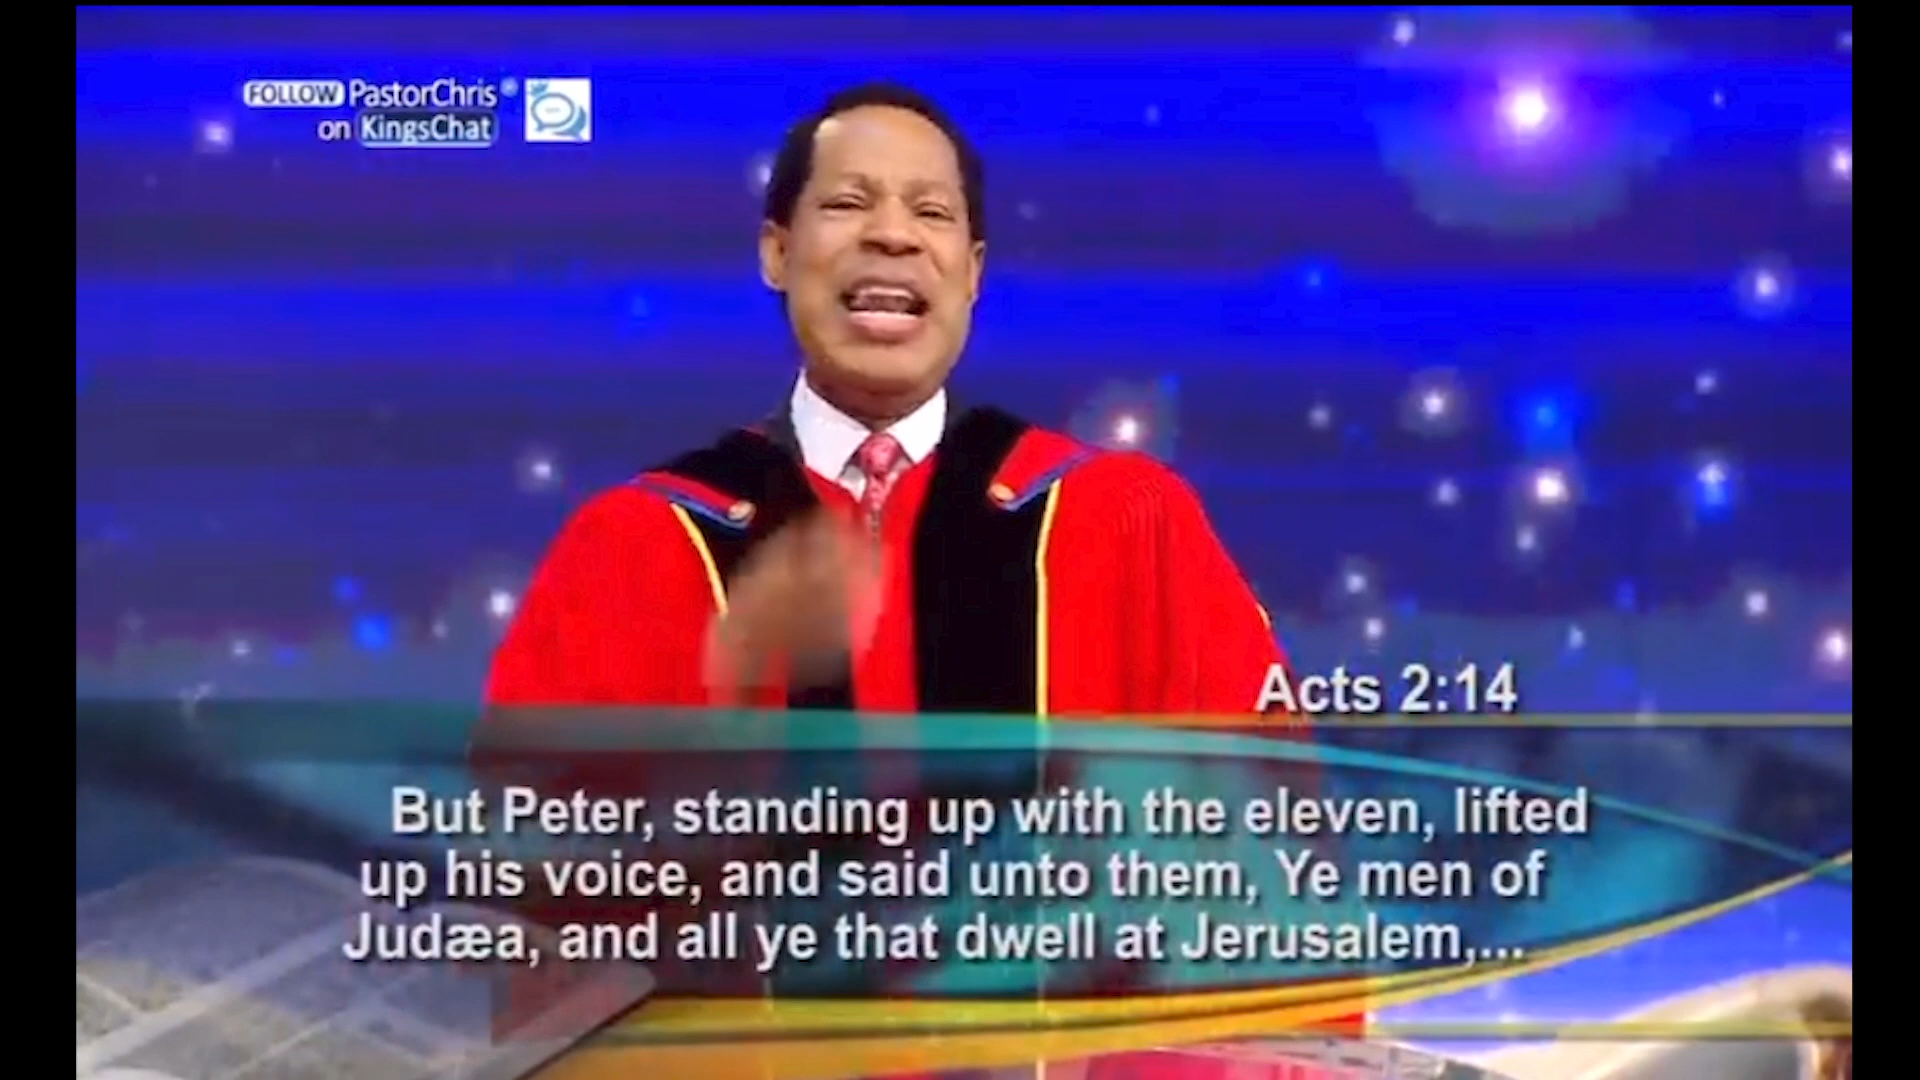 FOLLOW PastorChris
on KingsChat
Acts 2:14
But Peter, standing up with the eleven, lifted
up his voice, and said unto them, Ye men of
Judæa, and all ye that dwell at Jerusalem,....